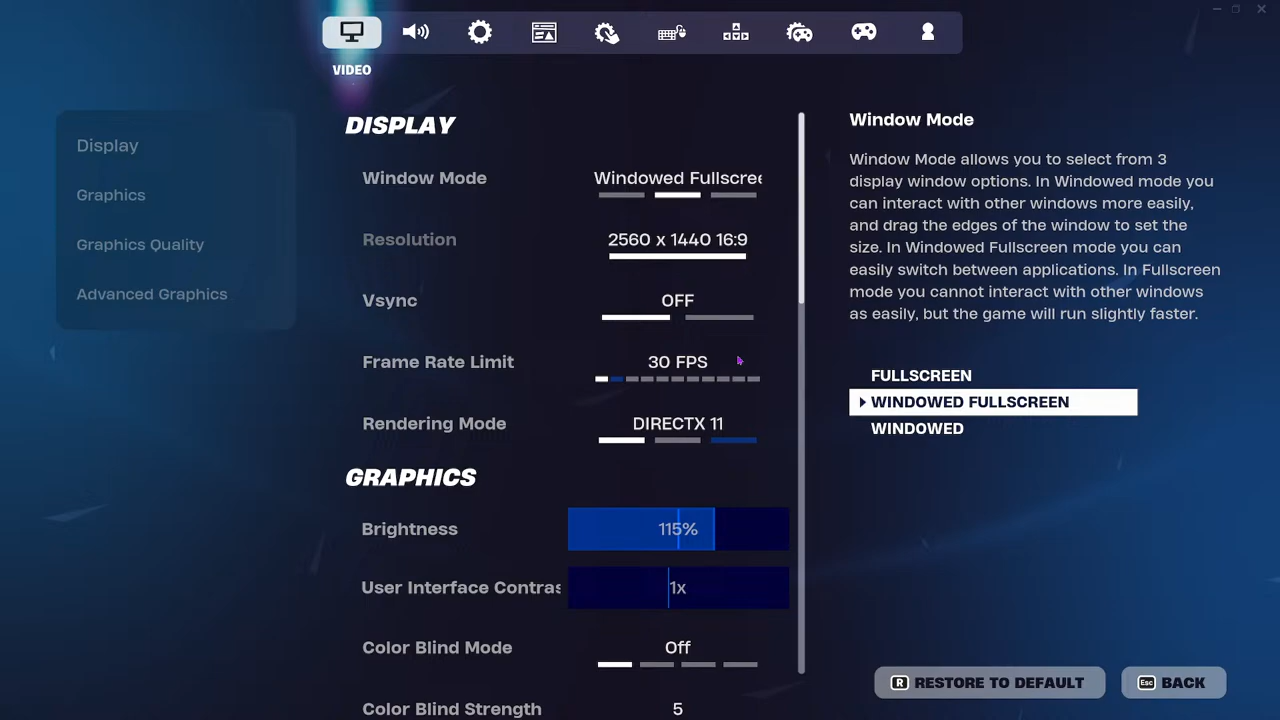 VIDEO
Display
Graphics
Graphics Quality
Advanced Graphics
DISPLAY
Window Mode
Windowed Fullscree
Resolution
2560 x 1440 16:9
Vsync
OFF
Frame Rate Limit
30 FPS
Rendering Mode
DIRECTX 11
GRAPHICS
Brightness
115%
User Interface Contras
1x
Color Blind Mode
Off
Color Blind Strength
5
Window Mode
Window Mode allows you to select from 3
display window options. In Windowed mode you
can interact with other windows more easily,
and drag the edges of the window to set the
size. In Windowed Fullscreen mode you can
easily switch between applications. In Fullscreen
mode you cannot interact with other windows
as easily, but the game will run slightly faster.
FULLSCREEN
WINDOWED FULLSCREEN
WINDOWED
R RESTORE TO DEFAULT
Esc BACK